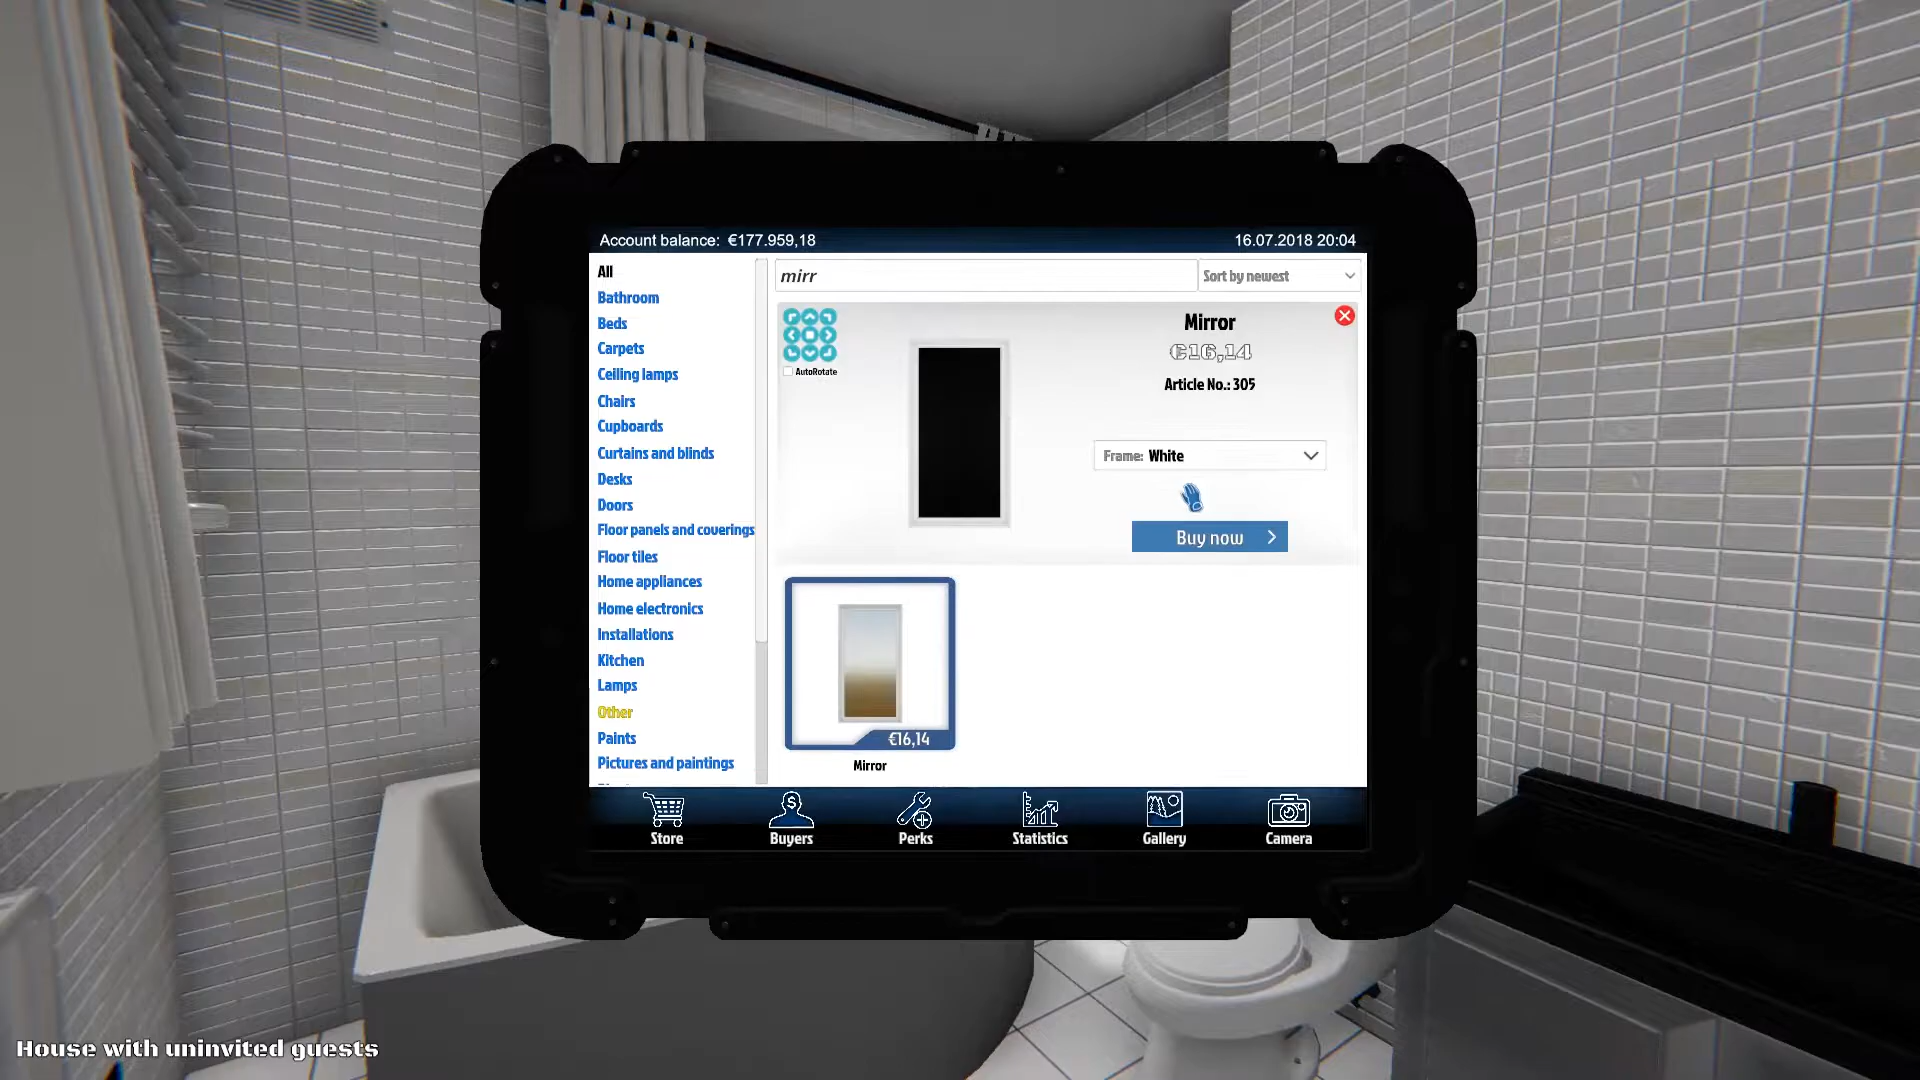 Account balance: €177.959,18
16.07.2018 20:04
All
Bathroom
Beds
Carpets
Ceiling lamps
Chairs
Cupboards
Curtains and blinds
Desks
Doors
Floor panels and coverings
Floor tiles
Home appliances
Home electronics
Installations
Kitchen
Lamps
Other
Paints
Pictures and paintings
mirr
Sort by newest
AutoRotate
Mirror
€16,14
Article No.: 305
Frame: White
Buy now
€16,14
Mirror
Store
Buyers
Perks
Statistics
Gallery
Camera
House with uninvited guests